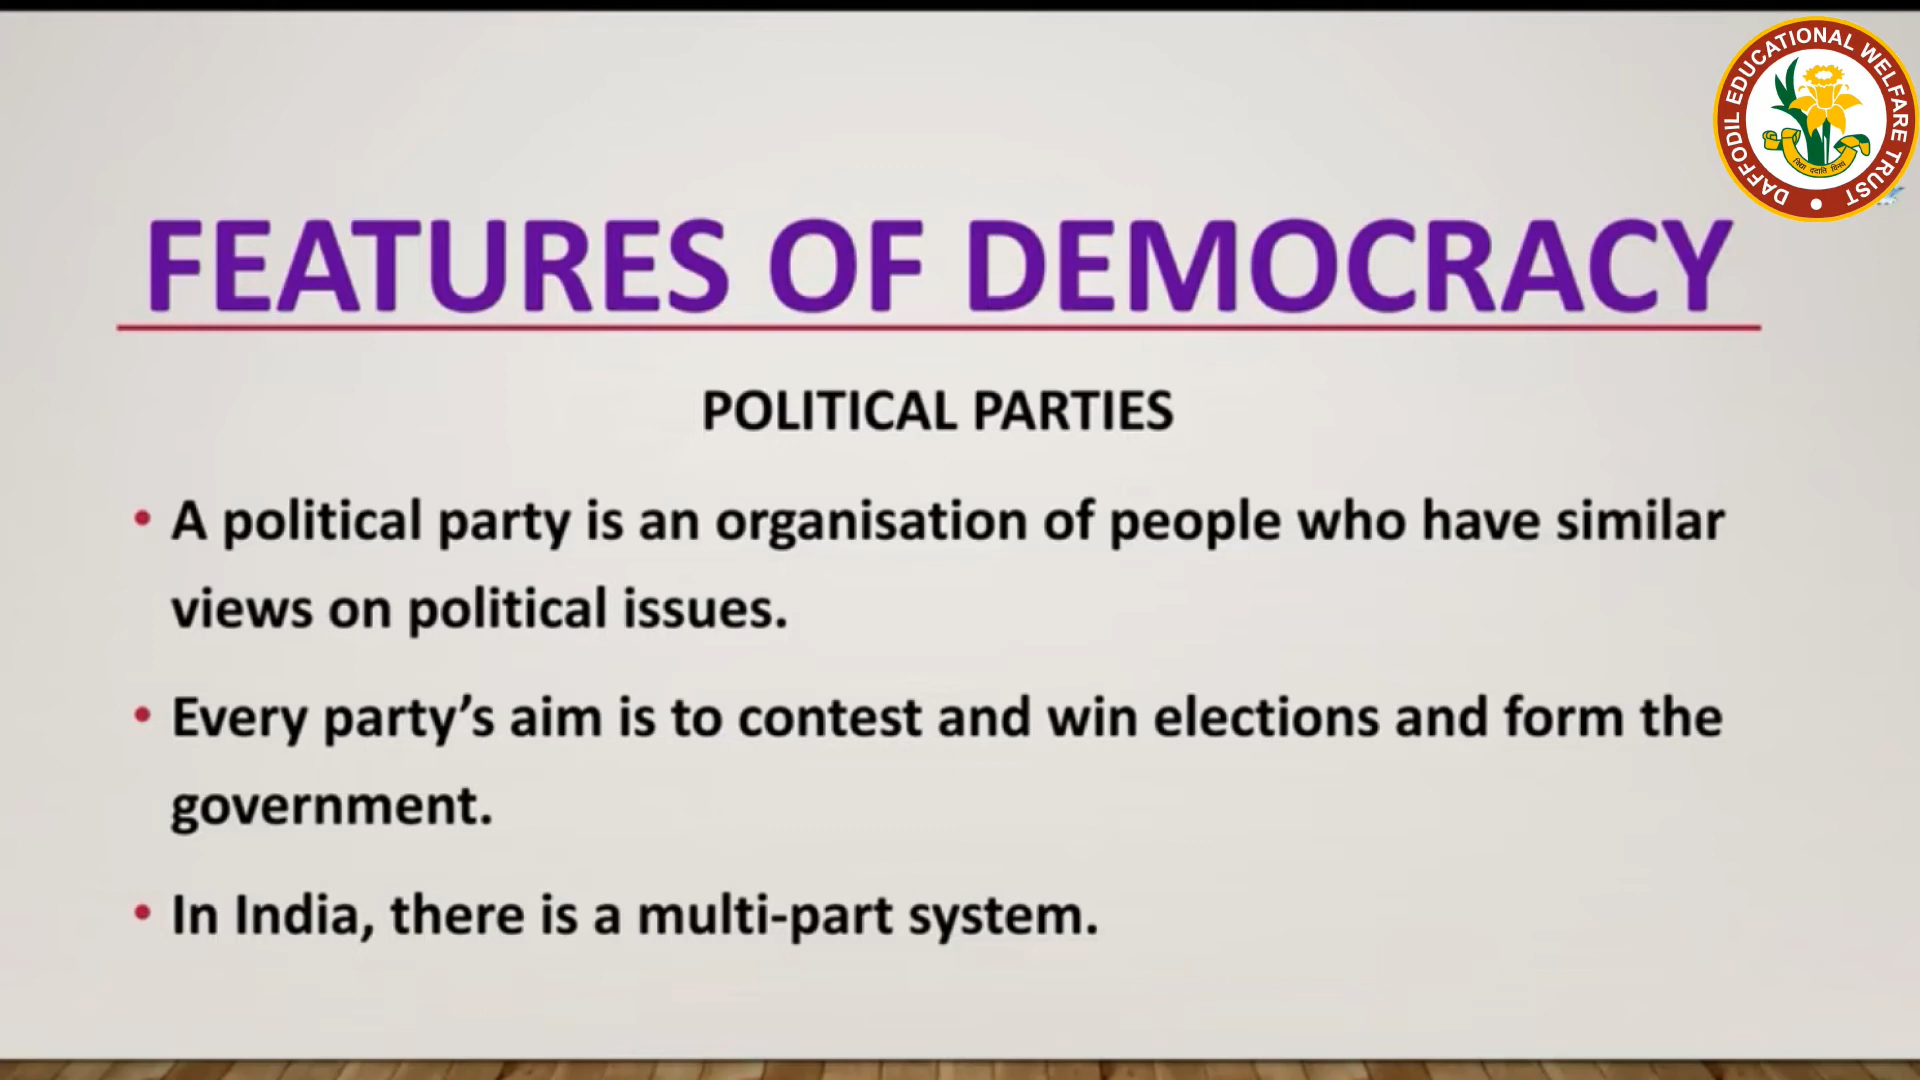 DAFFODIL EDUCATIONAL WELFARE TRUST
विद्या ददाति विनयं
FEATURES OF DEMOCRACY
POLITICAL PARTIES
• A political party is an organisation of people who have similar
views on political issues.
• Every party’s aim is to contest and win elections and form the
government.
• In India, there is a multi-part system.